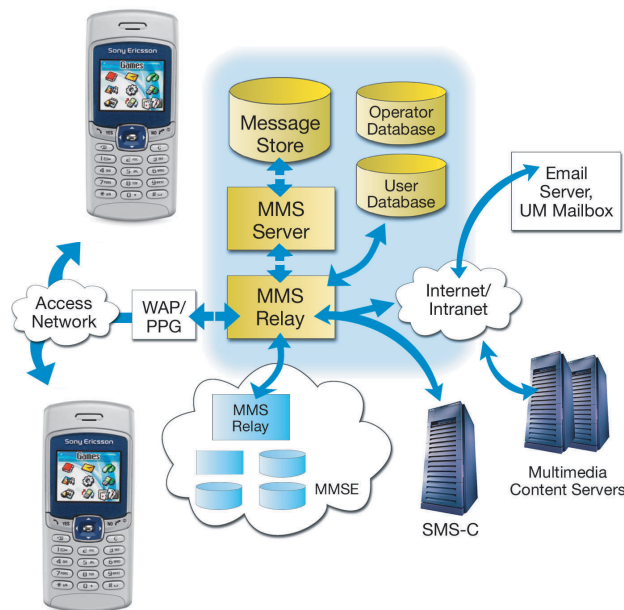 Sony Ericsson
Games
Message
Store
Operator
Database
User
Database
MMS
Server
Email
Server,
UM Mailbox
Access
Network
WAP/
PPG
MMS
Relay
Internet/
Intranet
MMS
Relay
MMSE
SMS-C
Multimedia
Content Servers
Sony Ericsson
Games